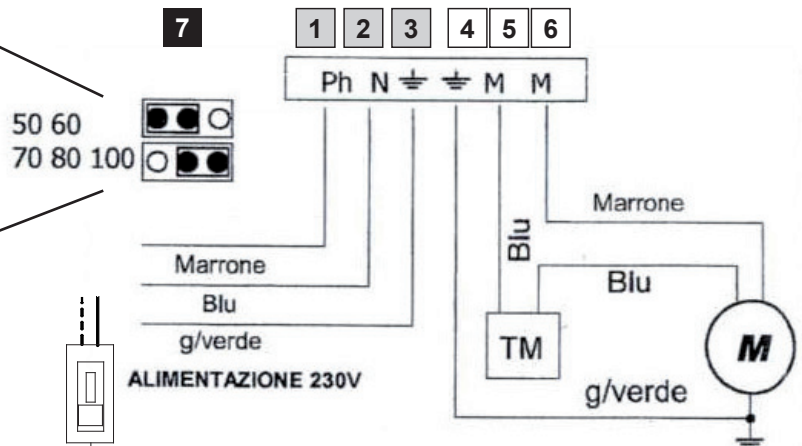 7 1 2 3 4 5 6
Ph N M M
50 60
70 80 100
Marrone
Blu
Marrone
Blu
Blu
g/verde
TM
M
g/verde
ALIMENTAZIONE 230V